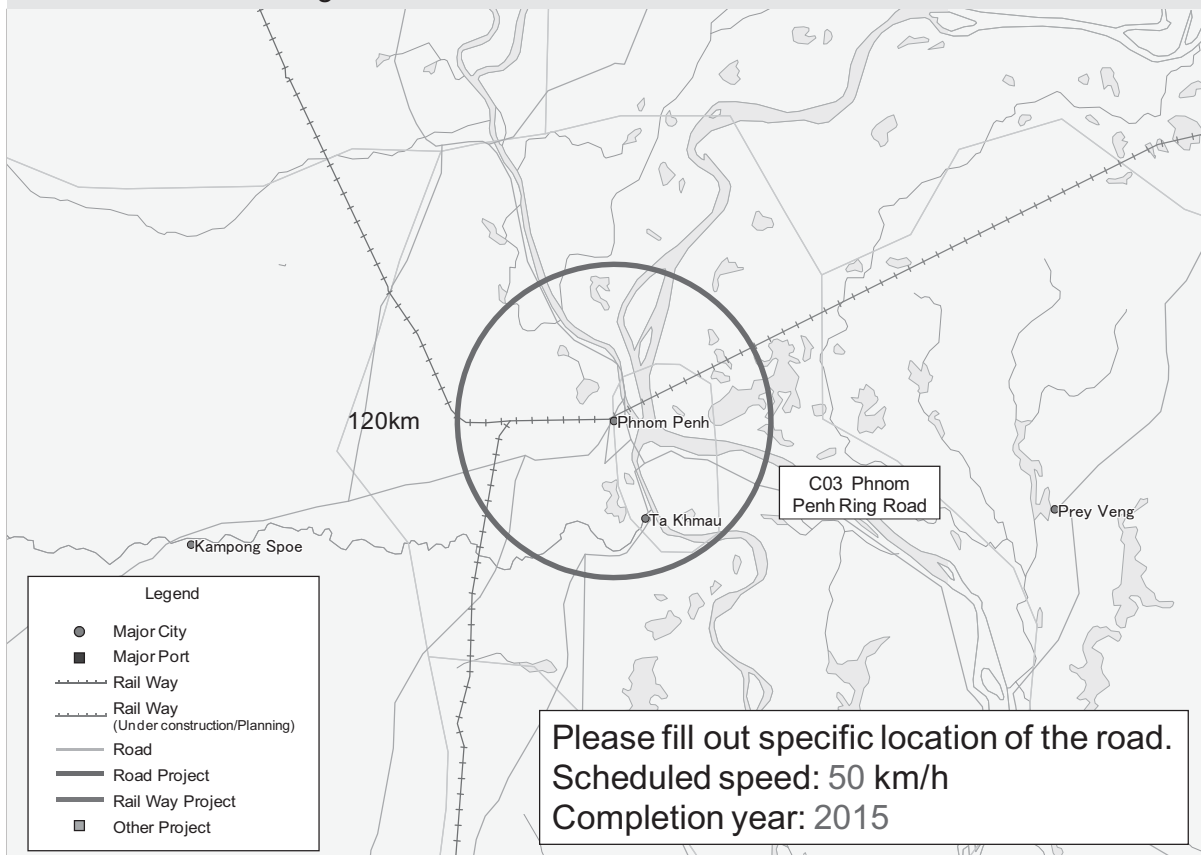 120km
Phnom Penh
C03 Phnom
Penh Ring Road
Ta Khmau
Prey Veng
Kampong Spoe
Legend
Major City
Major Port
Rail Way
Rail Way
(Under construction/Planning)
Road
Road Project
Rail Way Project
Other Project
Please fill out specific location of the road.
Scheduled speed: 50 km/h
Completion year: 2015